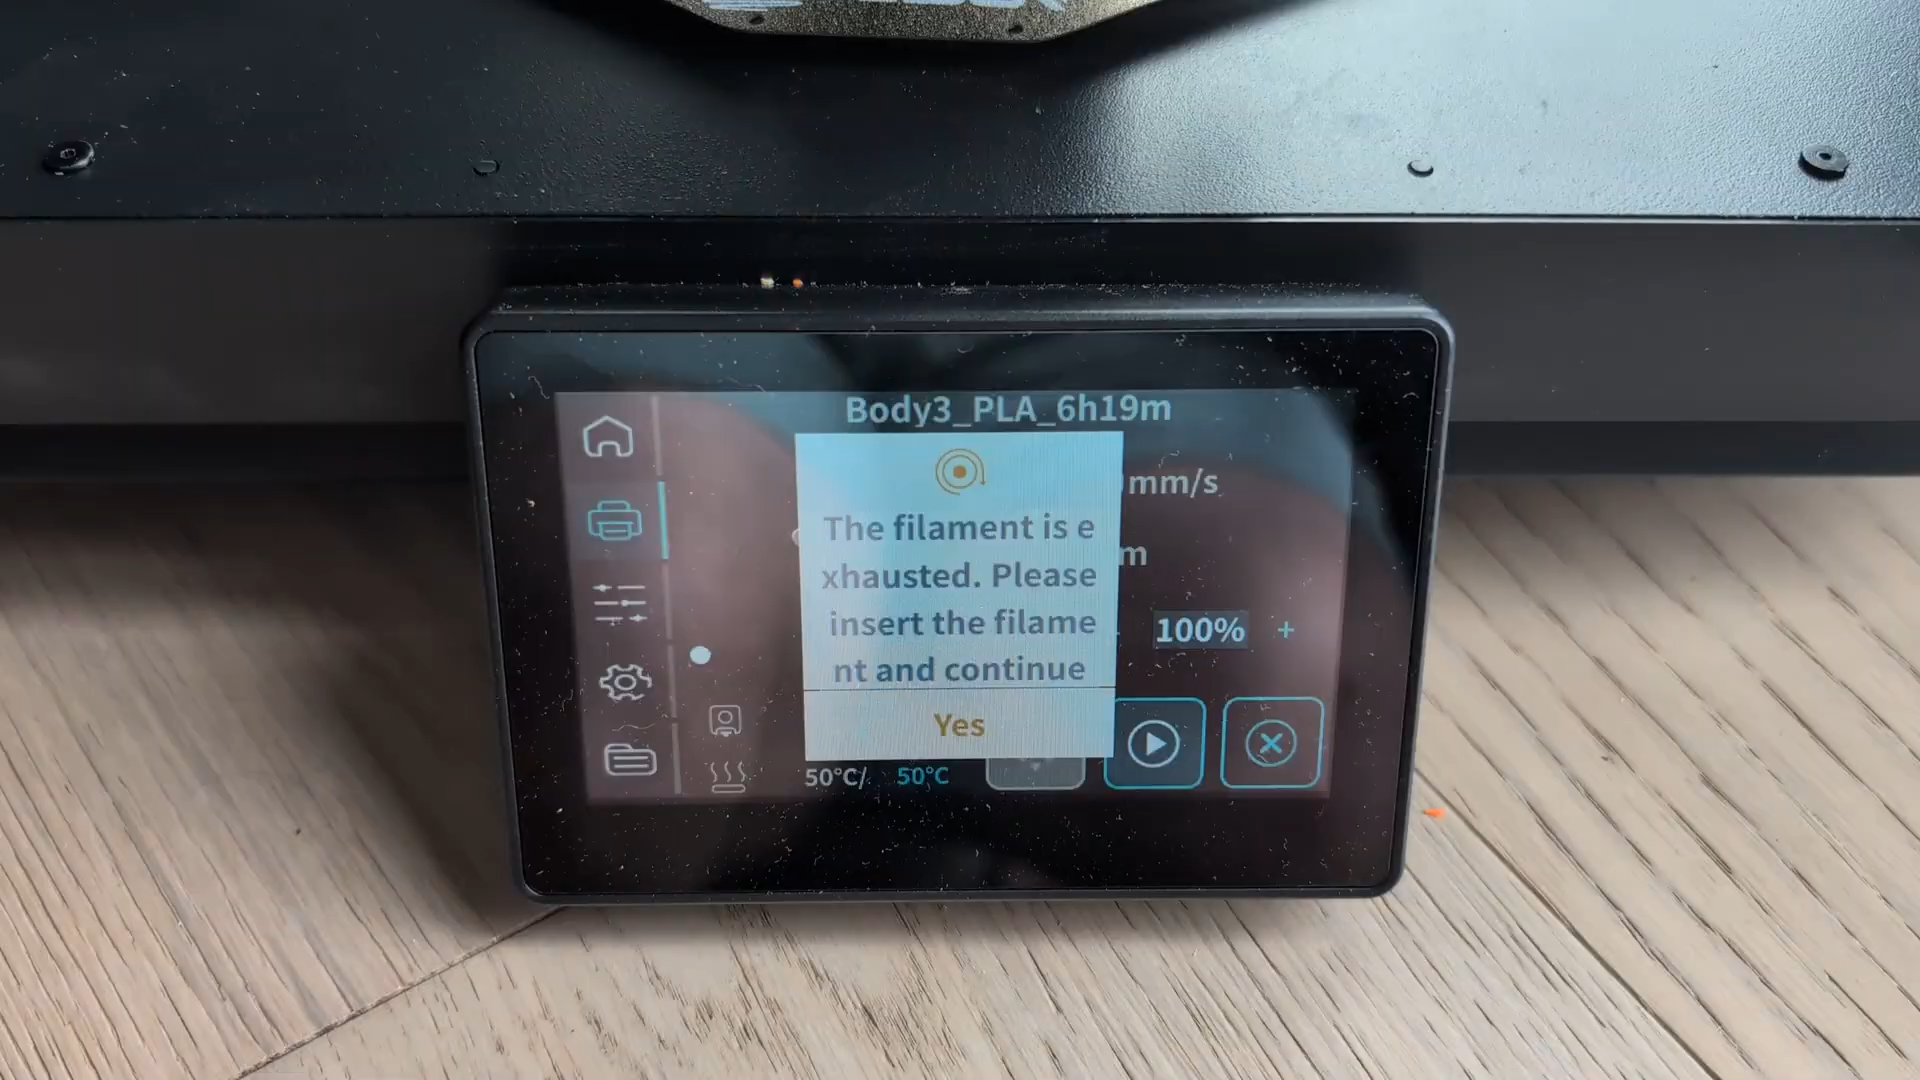 Body3_PLA_6h19m
mm/s
The filament is e
xhausted. Please
m
insert the filame
100% +
nt and continue
Yes
50°C/ 50°C